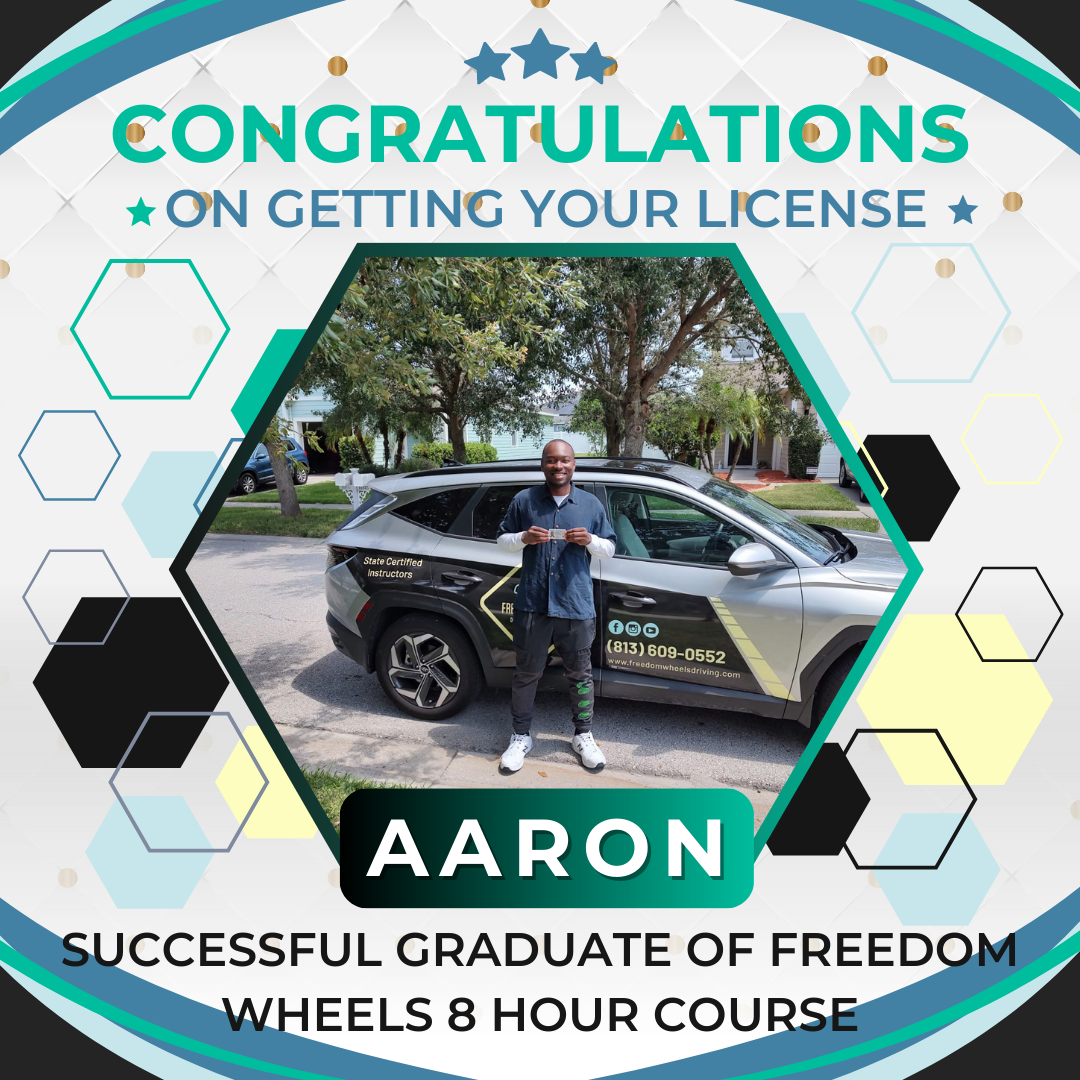 CONGRATULATIONS
ON GETTING YOUR LICENSE
State Certified
Instructors
FRE
(813) 609-0552
www.freedomwheelsdriving.com
AARON
SUCCESSFUL GRADUATE OF FREEDOM
WHEELS 8 HOUR COURSE